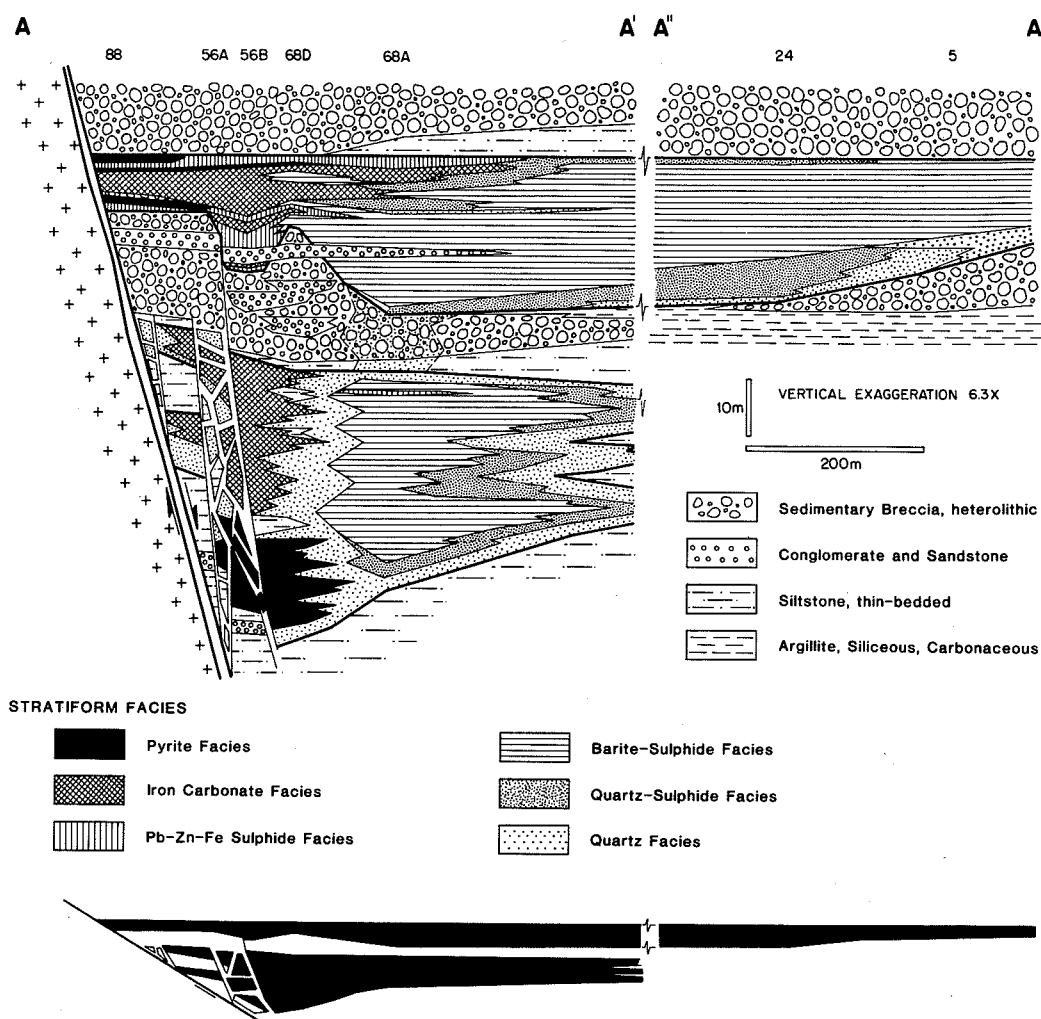 A A' A" A
88 56A 56B 68D 68A 24 5
10m VERTICAL EXAGGERATION 6.3X
200m
Sedimentary Breccia, heterolithic
Conglomerate and Sandstone
Siltstone, thin-bedded
Argillite, Siliceous, Carbonaceous
STRATIFORM FACIES
Pyrite Facies
Iron Carbonate Facies
Pb-Zn-Fe Sulphide Facies
Barite-Sulphide Facies
Quartz-Sulphide Facies
Quartz Facies